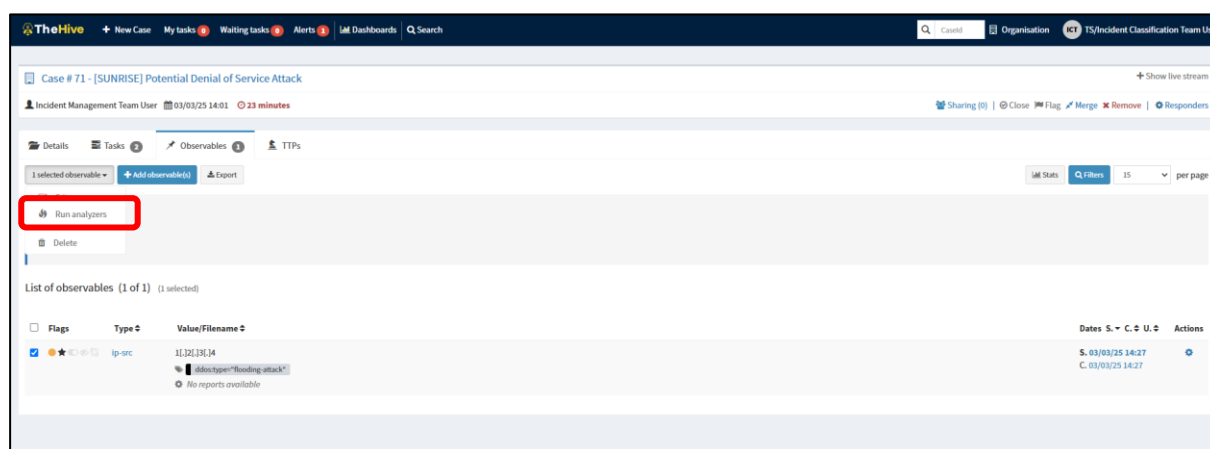 TheHive + New Case My tasks 0 Waiting tasks 0 Alerts 1 Dashboards Search CaseId Organisation ICT TS/Incident Classification Team Us
Case # 71 - [SUNRISE] Potential Denial of Service Attack + Show live stream
Incident Management Team User 03/03/25 14:01 23 minutes Sharing (0) | Close Flag Merge Remove | Responders
Details Tasks 2 Observables 1 TTPs
1 selected observable + Add observable(s) Export Stats Filters 15 per page
Run analyzers
Delete
List of observables (1 of 1) (1 selected)
Flags Type Value/Filename Dates S. C. U. Actions
ip-src 1[.]2[.]3[.]4 S. 03/03/25 14:27
ddos:type="flooding-attack" C. 03/03/25 14:27
No reports available